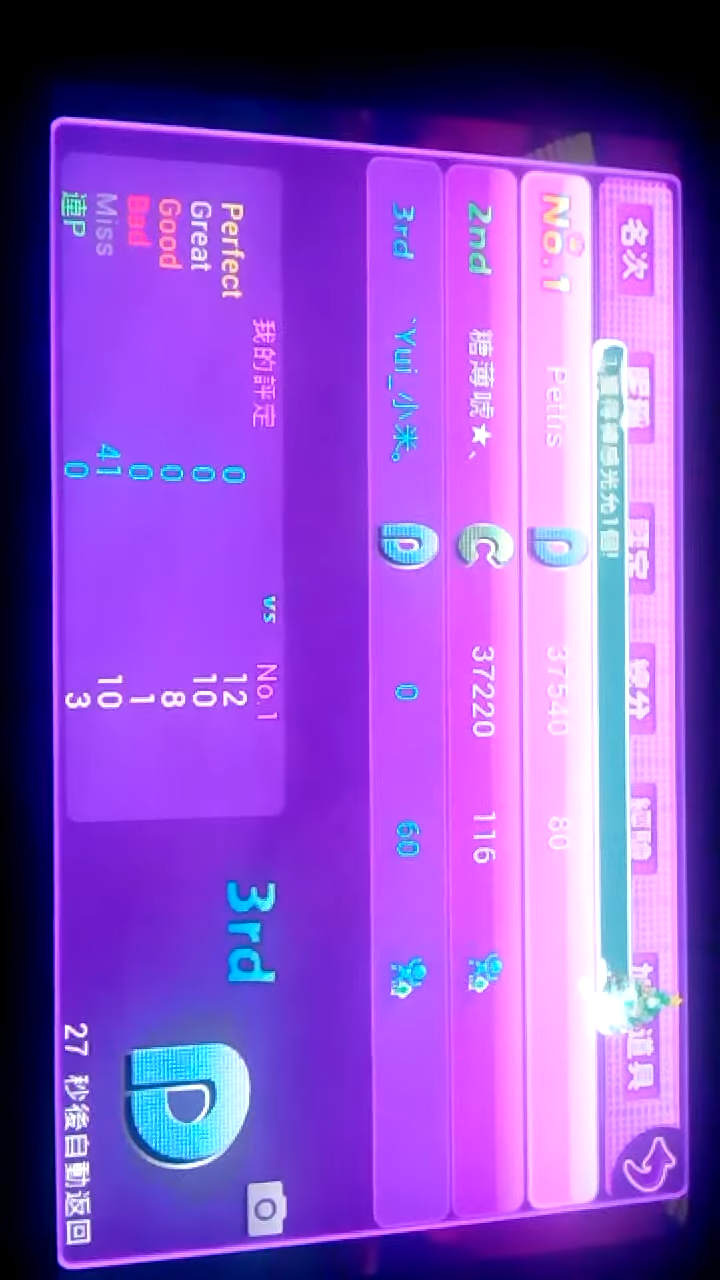 名次
No.1 Pettis D 37540 80
2nd 糖薄唬★、 C 37220 116
3rd `Yui_小米。 D 0 60
我的評定 vs No.1
Perfect 0 12
Great 0 10
Good 0 8
Bad 0 1
Miss 41 10
連P 0 3
3rd
D
27 秒後自動返回